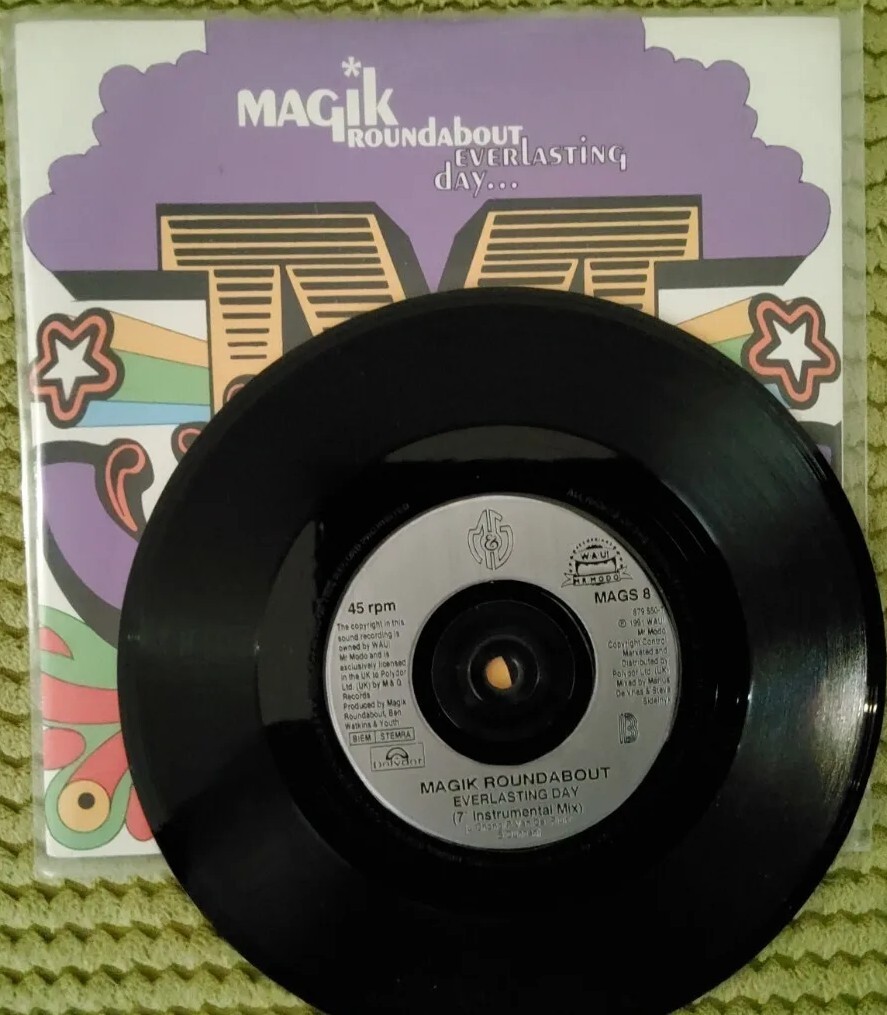 MAGiK
ROUNDABOUT
EVERLASTING
day...
M&G
W·A·U!
MR MODO
45 rpm
The copyright in this
sound recording is
owned by WAU!
Mr Modo and is
exclusively licensed
in the UK to Polydor
Ltd. (UK) by M & G
Records
Produced by Magik
Roundabout, Ben
Watkins & Youth
BIEM STEMRA
Polydor
MAGS 8
879 550-7
℗ 1991 WAU!
Mr Modo
Copyright Control
Marketed and
Distributed by
Polydor Ltd. (UK)
Mixed by Marius
De Vries & Steve
Sidelnyk
B
MAGIK ROUNDABOUT
EVERLASTING DAY
(7" Instrumental Mix)